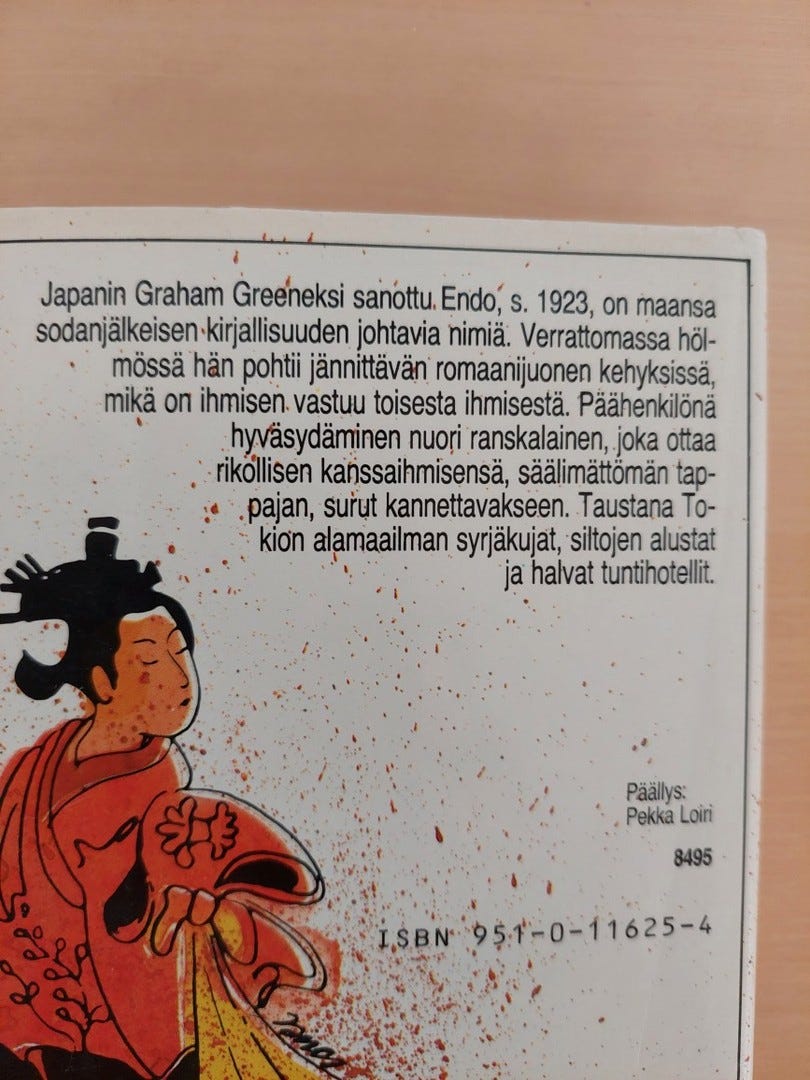 Japanin Graham Greeneksi sanottu Endo, s. 1923, on maansa
sodanjälkeisen kirjallisuuden johtavia nimiä. Verrattomassa höl-
mössä hän pohtii jännittävän romaanijuonen kehyksissä,
mikä on ihmisen vastuu toisesta ihmisestä. Päähenkilönä
hyväsydäminen nuori ranskalainen, joka ottaa
rikollisen kanssaihmisensä, säälimättömän tap-
pajan, surut kannettavakseen. Taustana To-
kion alamaailman syrjäkujat, siltojen alustat
ja halvat tuntihotellit.
Päällys:
Pekka Loiri
8495
ISBN 951-0-11625-4